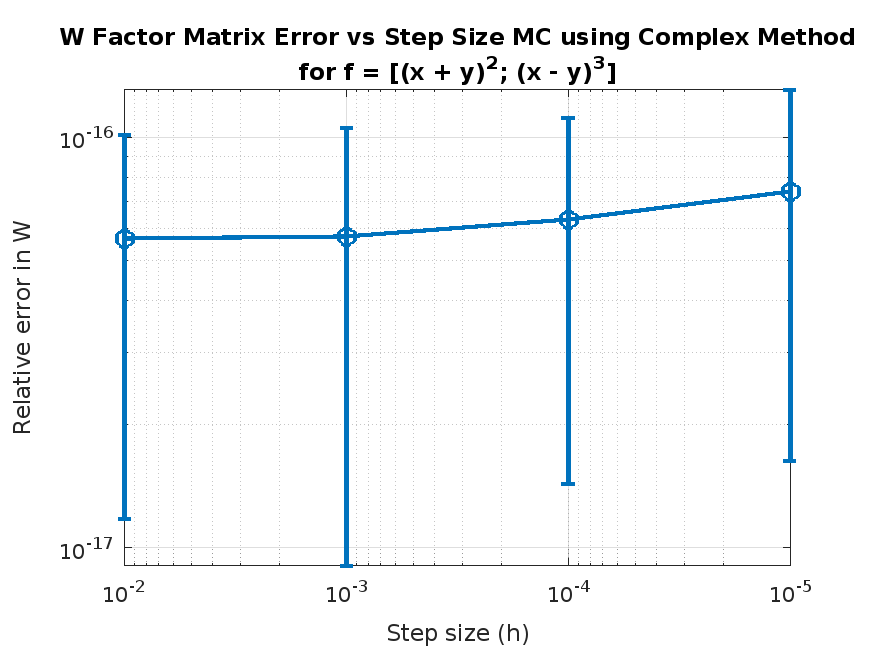 W Factor Matrix Error vs Step Size MC using Complex Method
for f = [(x + y)²; (x - y)³]
10⁻¹⁶
10⁻¹⁷
Relative error in W
10⁻² 10⁻³ 10⁻⁴ 10⁻⁵
Step size (h)